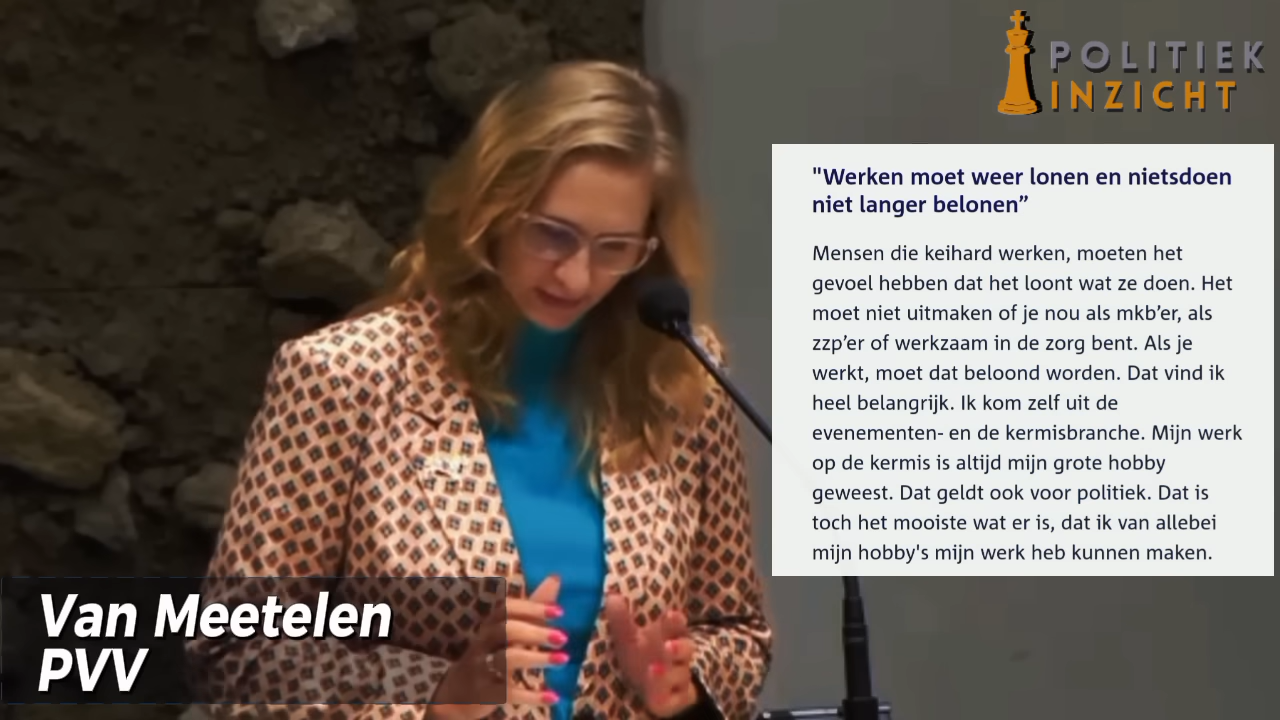 POLITIEK
INZICHT
"Werken moet weer lonen en nietsdoen
niet langer belonen”
Mensen die keihard werken, moeten het
gevoel hebben dat het loont wat ze doen. Het
moet niet uitmaken of je nou als mkb’er, als
zzp’er of werkzaam in de zorg bent. Als je
werkt, moet dat beloond worden. Dat vind ik
heel belangrijk. Ik kom zelf uit de
evenementen- en de kermisbranche. Mijn werk
op de kermis is altijd mijn grote hobby
geweest. Dat geldt ook voor politiek. Dat is
toch het mooiste wat er is, dat ik van allebei
mijn hobby's mijn werk heb kunnen maken.
Van Meetelen
PVV